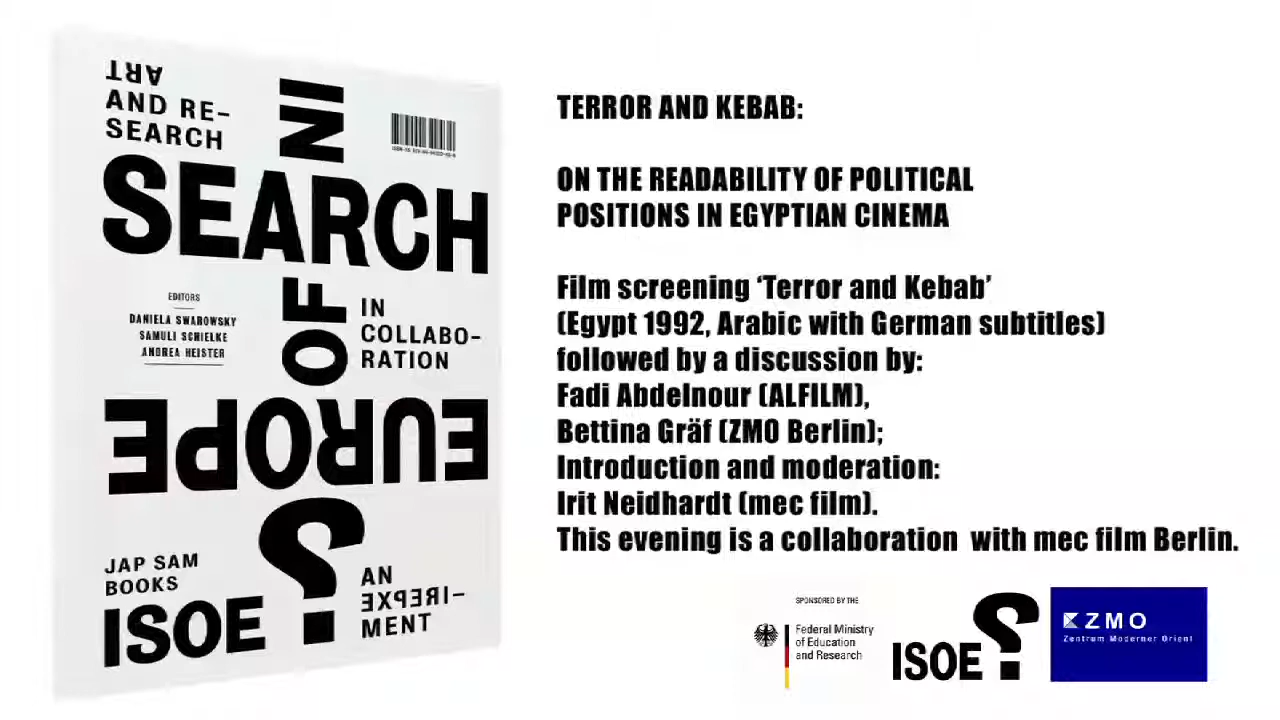 ART
AND RE-
SEARCH
IN
SEARCH
OF
EUROPE
?
EDITORS
DANIELA SWAROWSKY
SAMULI SCHIELKE
ANDREA HEISTER
IN
COLLABO-
RATION
JAP SAM
BOOKS
ISOE
AN
EXPERI-
MENT
TERROR AND KEBAB:
ON THE READABILITY OF POLITICAL
POSITIONS IN EGYPTIAN CINEMA
Film screening ‘Terror and Kebab’
(Egypt 1992, Arabic with German subtitles)
followed by a discussion by:
Fadi Abdelnour (ALFILM),
Bettina Gräf (ZMO Berlin);
Introduction and moderation:
Irit Neidhardt (mec film).
This evening is a collaboration  with mec film Berlin.
SPONSORED BY THE
Federal Ministry
of Education
and Research
ISOE?
ZMO
Zentrum Moderner Orient